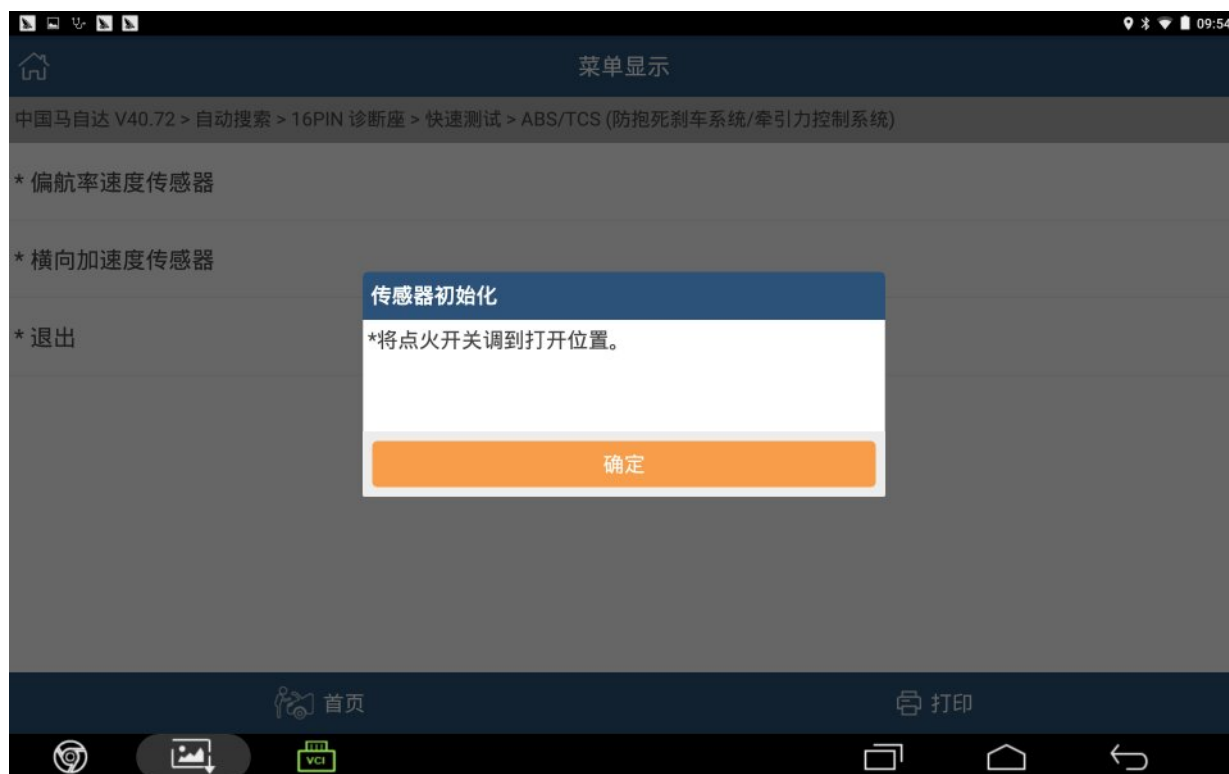 09:54
菜单显示
中国马自达 V40.72 > 自动搜索 > 16PIN 诊断座 > 快速测试 > ABS/TCS (防抱死刹车系统/牵引力控制系统)
* 偏航率速度传感器
* 横向加速度传感器
* 退出
传感器初始化
*将点火开关调到打开位置。
确定
首页
打印
VCI